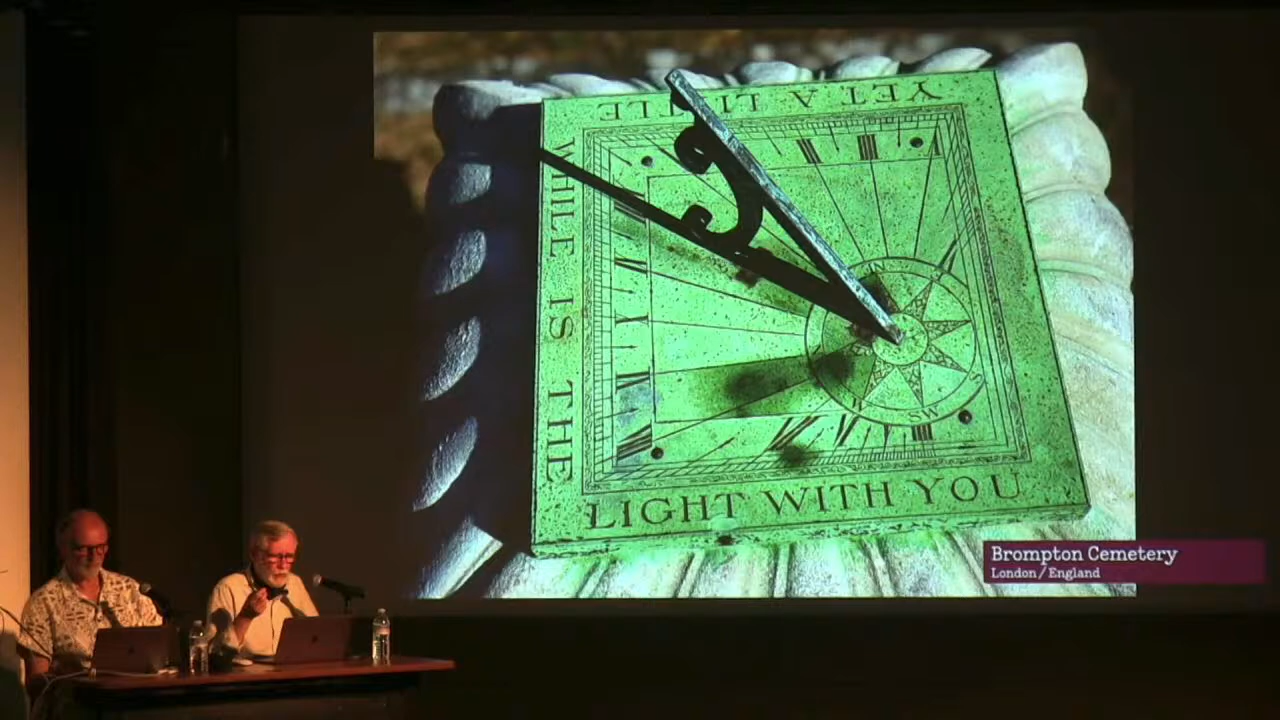 YET A LITTLE
WHILE IS THE
LIGHT WITH YOU
SW
Brompton Cemetery
London/England